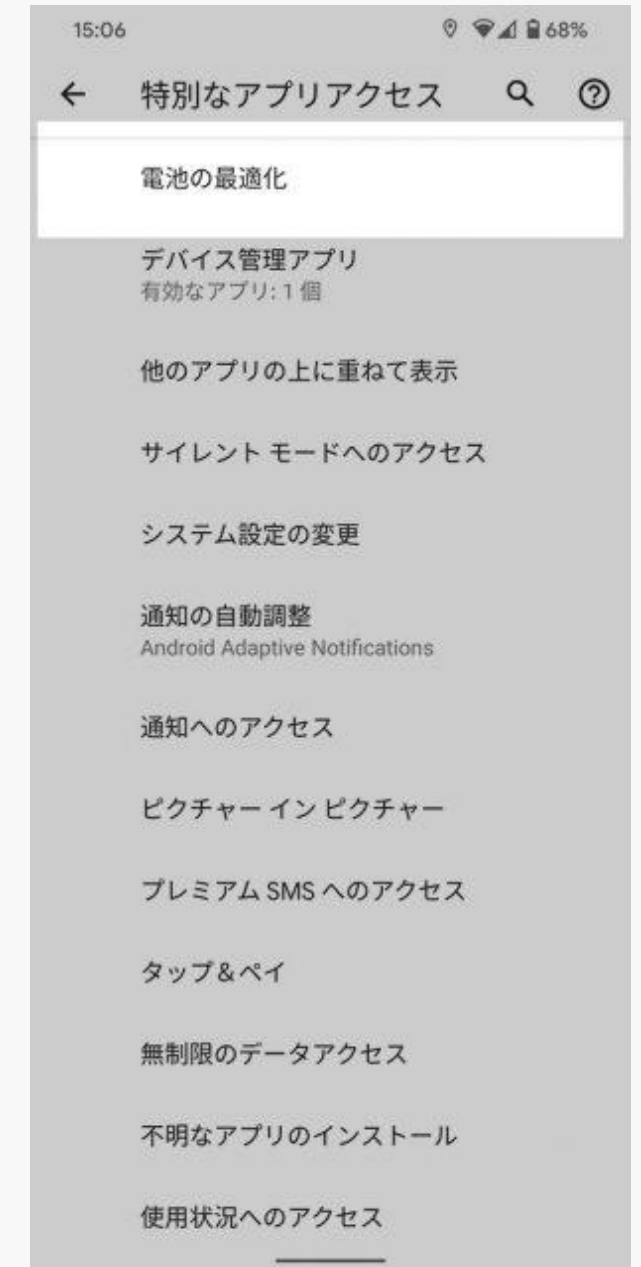 15:06 68%
特別なアプリアクセス
電池の最適化
デバイス管理アプリ
有効なアプリ: 1 個
他のアプリの上に重ねて表示
サイレント モードへのアクセス
システム設定の変更
通知の自動調整
Android Adaptive Notifications
通知へのアクセス
ピクチャー イン ピクチャー
プレミアム SMS へのアクセス
タップ＆ペイ
無制限のデータアクセス
不明なアプリのインストール
使用状況へのアクセス